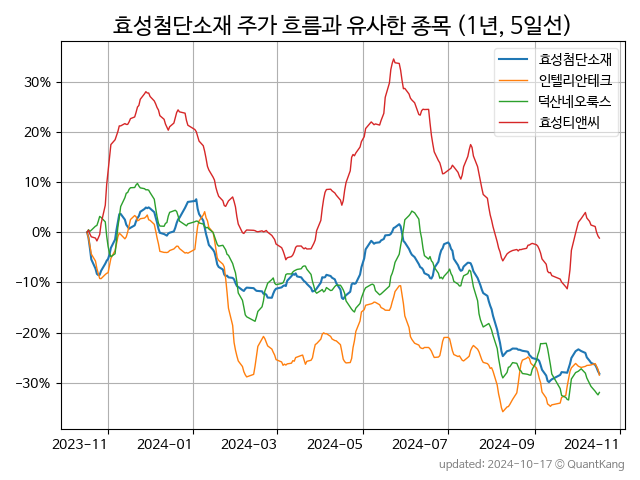 효성첨단소재 주가 흐름과 유사한 종목 (1년, 5일선)
효성첨단소재
인텔리안테크
덕산네오룩스
효성티앤씨
30%
20%
10%
0%
−10%
−20%
−30%
2023-11 2024-01 2024-03 2024-05 2024-07 2024-09 2024-11
updated: 2024-10-17 © QuantKang